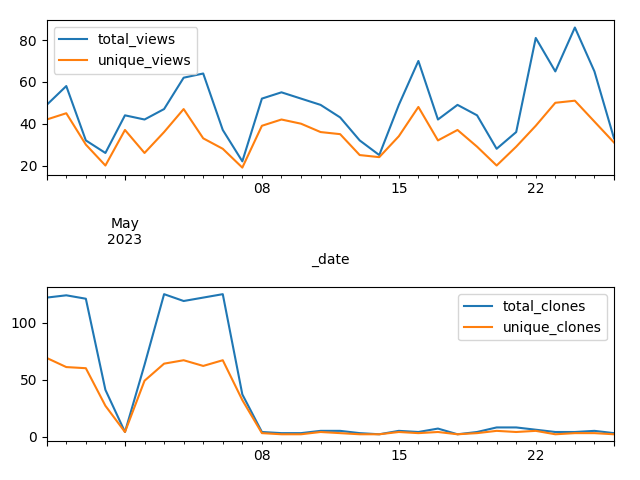 80
60
40
20
total_views
unique_views
08
15
22
May
2023
_date
100
50
0
total_clones
unique_clones
08
15
22